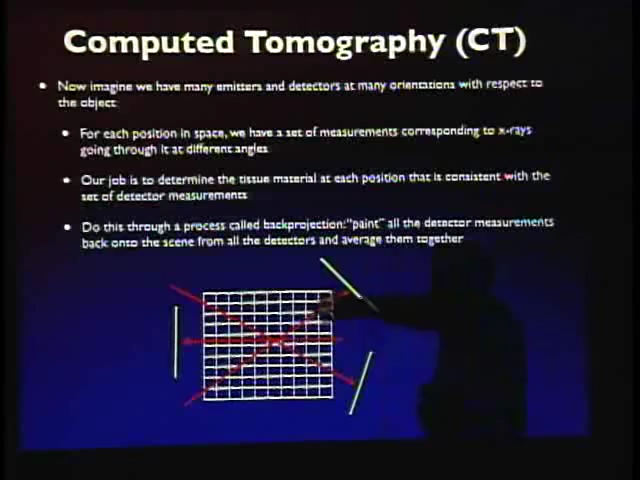 Computed Tomography (CT)
Now imagine we have many emitters and detectors at many orientations with respect to
the object
For each position in space, we have a set of measurements corresponding to x-rays
going through it at different angles
Our job is to determine the tissue material at each position that is consistent with the
set of detector measurements
Do this through a process called backprojection: "paint" all the detector measurements
back onto the scene from all the detectors and average them together